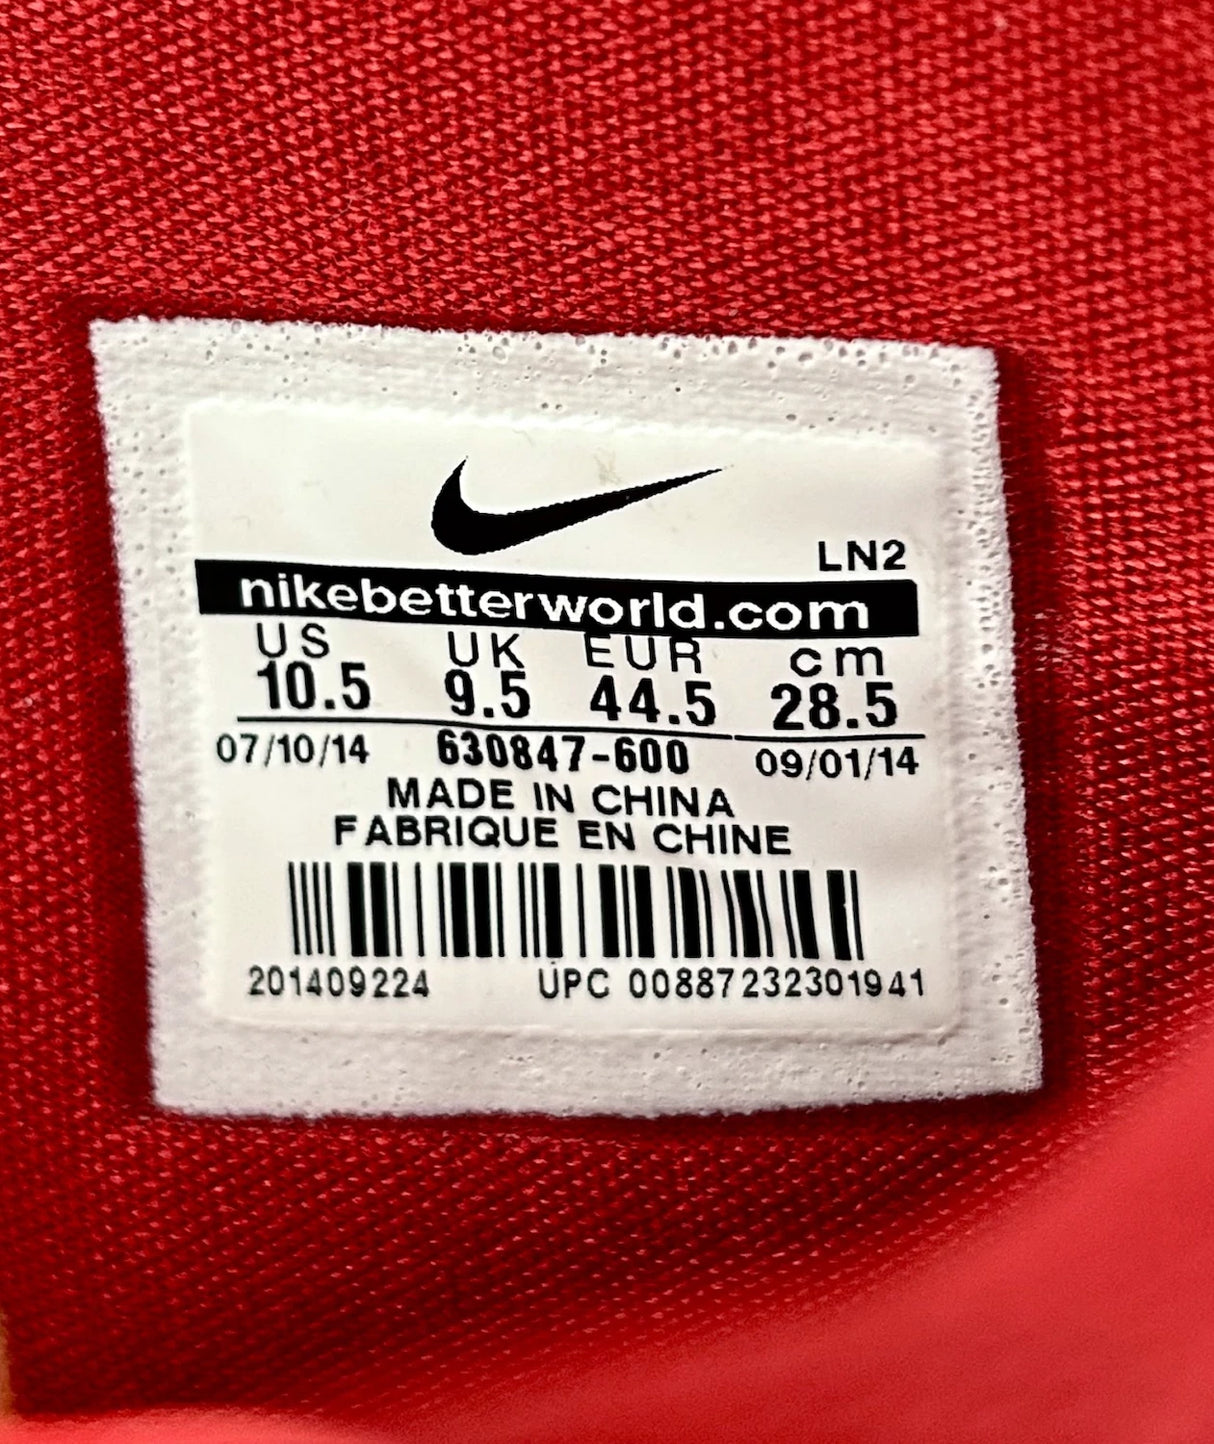 LN2
nikebetterworld.com
US UK EUR cm
10.5 9.5 44.5 28.5
07/10/14 630847-600 09/01/14
MADE IN CHINA
FABRIQUE EN CHINE
201409224 UPC 00887232301941